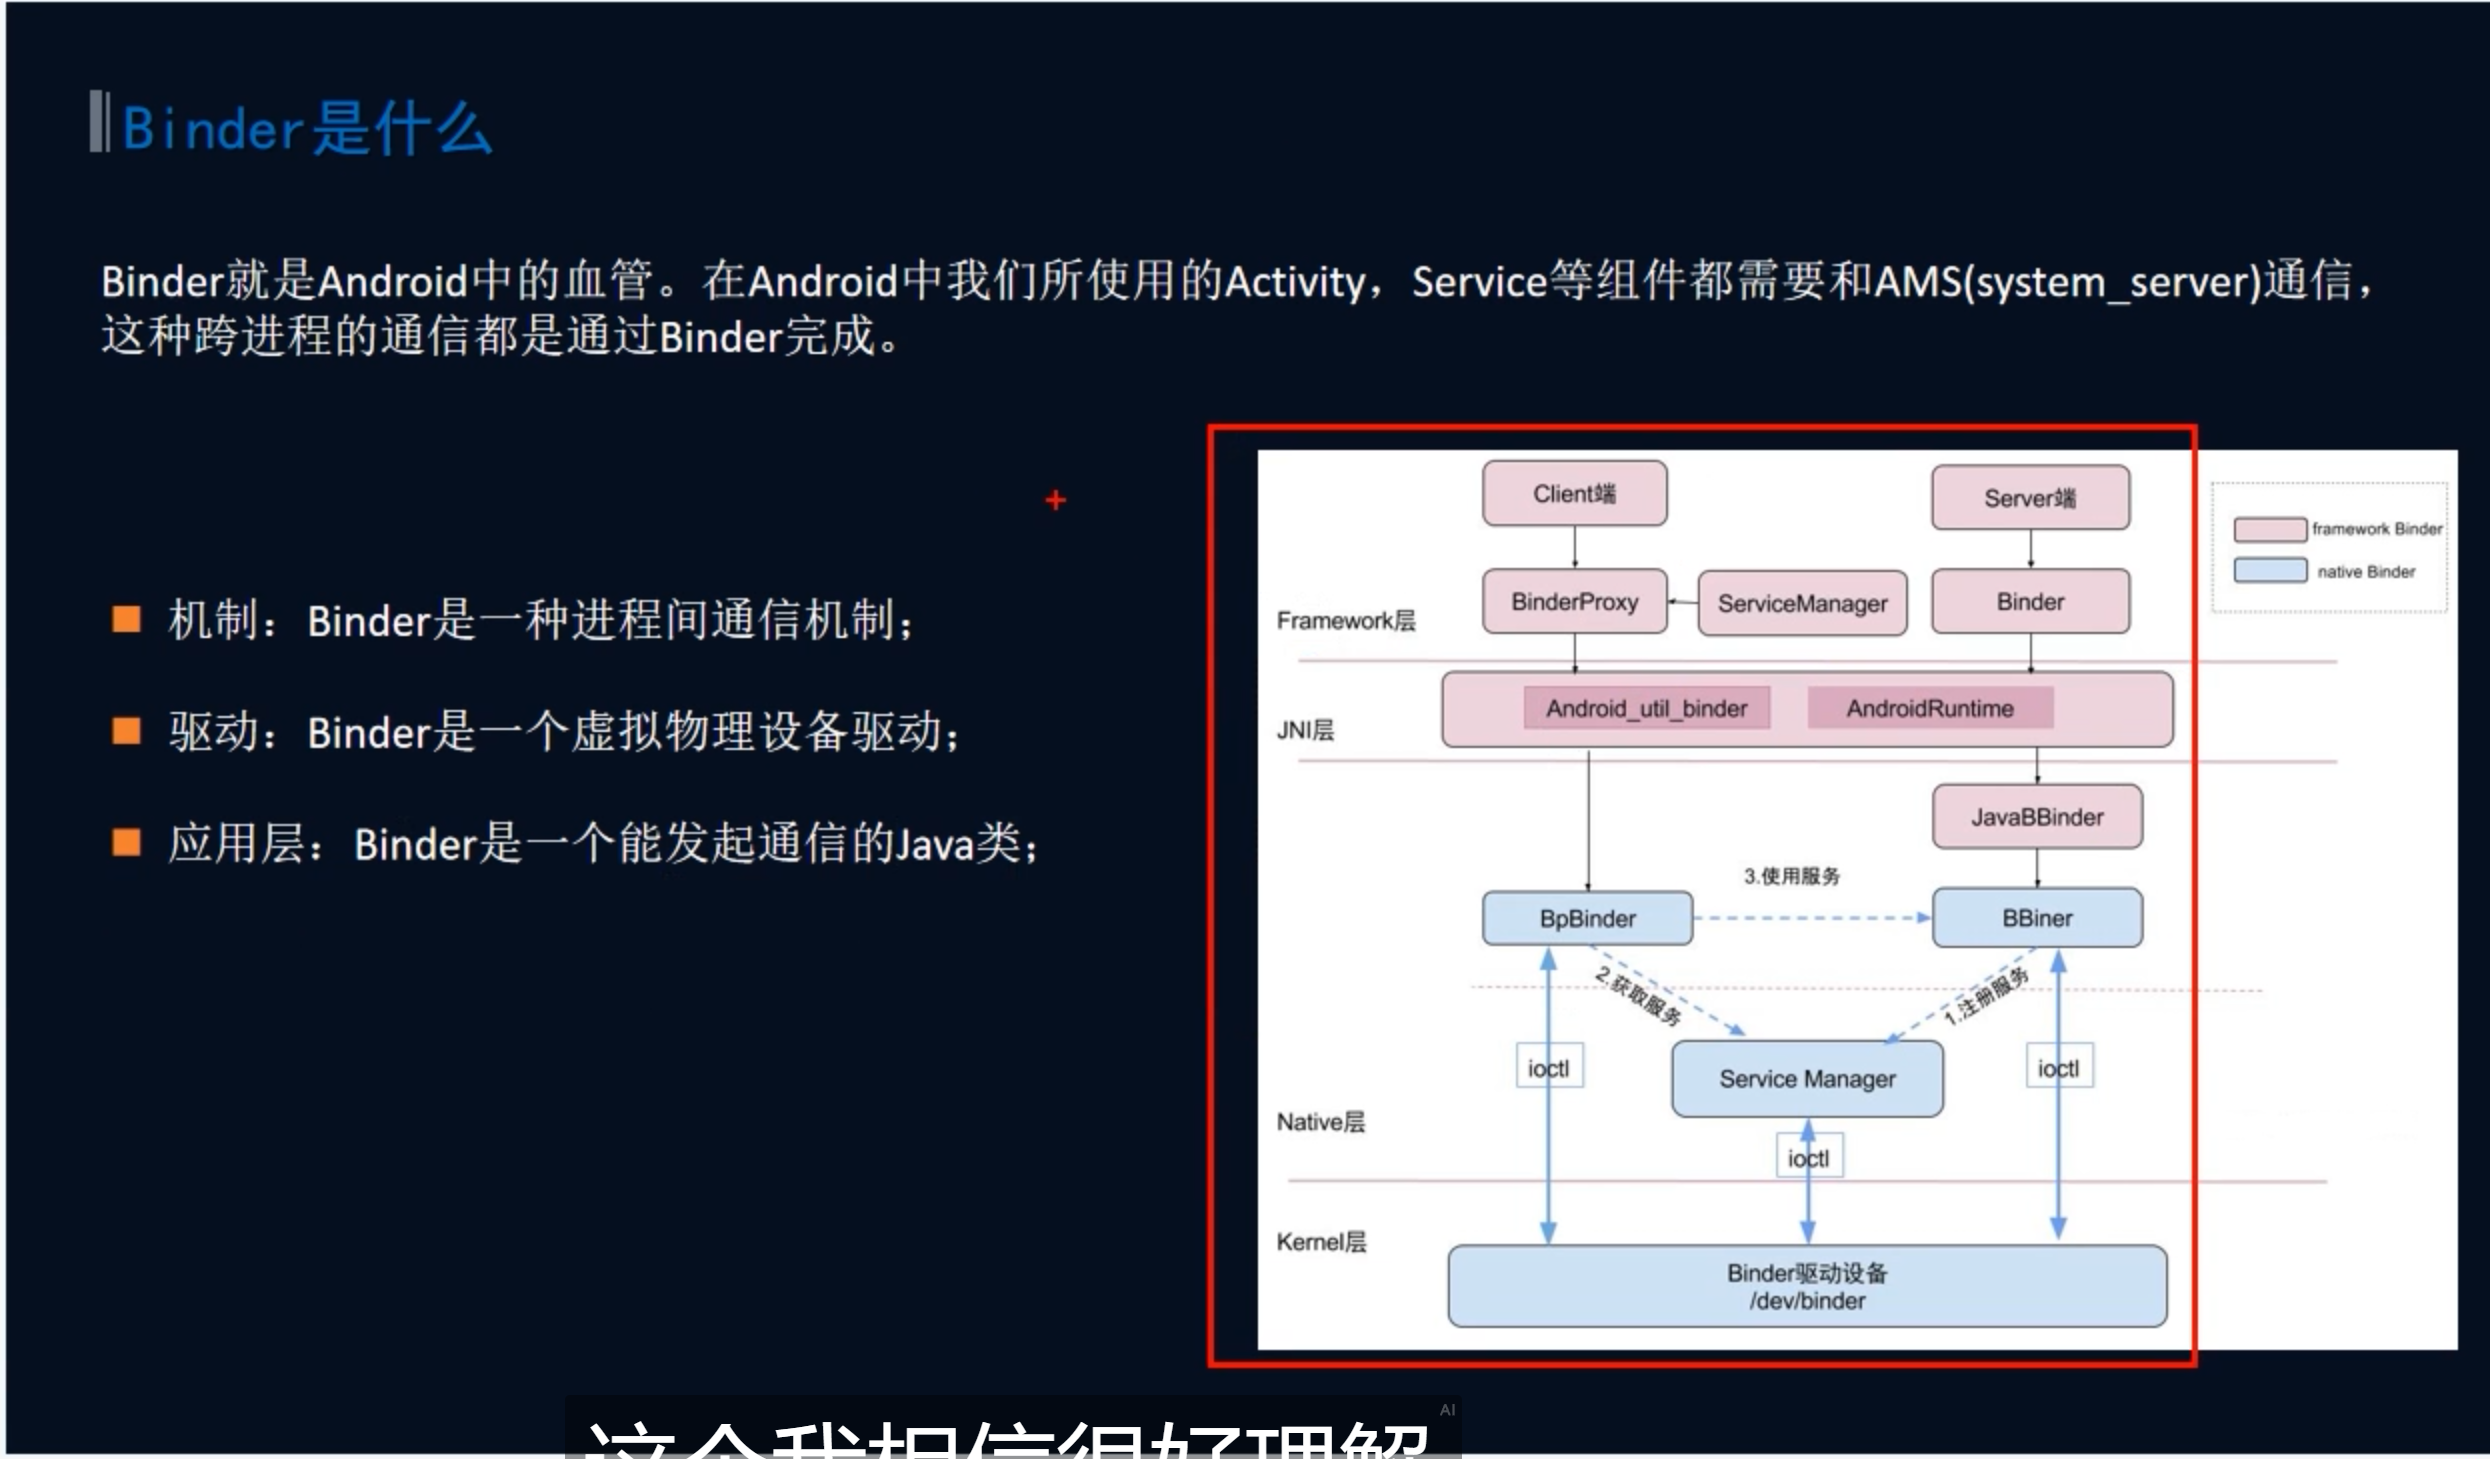 Binder是什么
Binder就是Android中的血管。在Android中我们所使用的Activity，Service等组件都需要和AMS(system_server)通信，
这种跨进程的通信都是通过Binder完成。
机制：Binder是一种进程间通信机制；
驱动：Binder是一个虚拟物理设备驱动；
应用层：Binder是一个能发起通信的Java类；
Client端
Server端
framework Binder
native Binder
BinderProxy
ServiceManager
Binder
Framework层
Android_util_binder
AndroidRuntime
JNI层
JavaBBinder
3.使用服务
BpBinder
BBiner
2.获取服务
1.注册服务
ioctl
ioctl
Service Manager
Native层
ioctl
Kernel层
Binder驱动设备
/dev/binder
AI
这个我相信很好理解